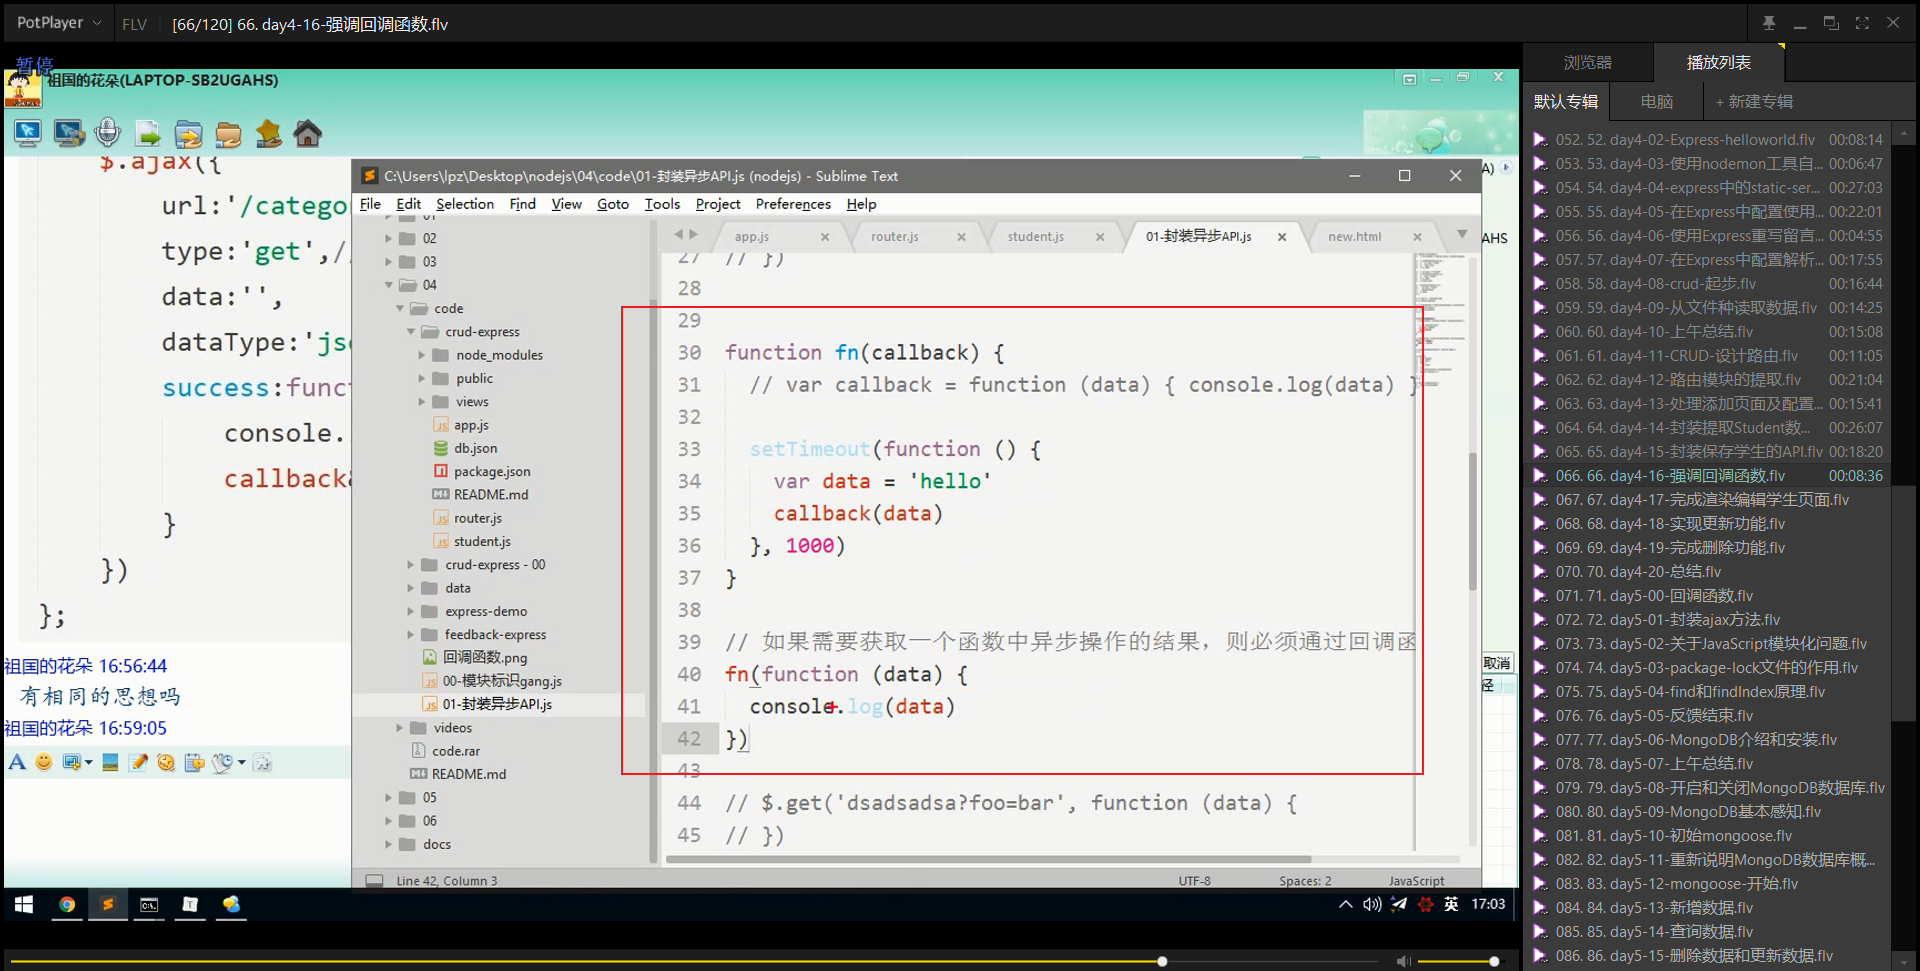 PotPlayer
FLV
[66/120] 66. day4-16-强调回调函数.flv
暂停
祖国的花朵(LAPTOP-SB2UGAHS)
$.ajax({
url:'/catego
type:'get',/
data:'',
dataType:'js
success:func
console.
callback
}
})
};
祖国的花朵 16:56:44
有相同的思想吗
祖国的花朵 16:59:05
C:\Users\lpz\Desktop\nodejs\04\code\01-封装异步API.js (nodejs) - Sublime Text
File Edit Selection Find View Goto Tools Project Preferences Help
01
02
03
04
code
crud-express
node_modules
public
views
app.js
db.json
package.json
README.md
router.js
student.js
crud-express - 00
data
express-demo
feedback-express
回调函数.png
00-模块标识gang.js
01-封装异步API.js
videos
code.rar
README.md
05
06
docs
app.js
router.js
student.js
01-封装异步API.js
new.html
27 // })
28
29
30 function fn(callback) {
31 // var callback = function (data) { console.log(data) }
32
33 setTimeout(function () {
34 var data = 'hello'
35 callback(data)
36 }, 1000)
37 }
38
39 // 如果需要获取一个函数中异步操作的结果，则必须通过回调函
40 fn(function (data) {
41 console.log(data)
42 })
43
44 // $.get('dsadsadsa?foo=bar', function (data) {
45 // })
Line 42, Column 3
UTF-8
Spaces: 2
JavaScript
A)
AHS
取消
径
英
17:03
浏览器
播放列表
默认专辑
电脑
+ 新建专辑
052. 52. day4-02-Express-helloworld.flv 00:08:14
053. 53. day4-03-使用nodemon工具自... 00:06:47
054. 54. day4-04-express中的static-ser... 00:27:03
055. 55. day4-05-在Express中配置使用... 00:22:01
056. 56. day4-06-使用Express重写留言... 00:04:55
057. 57. day4-07-在Express中配置解析... 00:17:55
058. 58. day4-08-crud-起步.flv 00:16:44
059. 59. day4-09-从文件种读取数据.flv 00:14:25
060. 60. day4-10-上午总结.flv 00:15:08
061. 61. day4-11-CRUD-设计路由.flv 00:11:05
062. 62. day4-12-路由模块的提取.flv 00:21:04
063. 63. day4-13-处理添加页面及配置... 00:15:41
064. 64. day4-14-封装提取Student数... 00:26:07
065. 65. day4-15-封装保存学生的API.flv 00:18:20
066. 66. day4-16-强调回调函数.flv 00:08:36
067. 67. day4-17-完成渲染编辑学生页面.flv
068. 68. day4-18-实现更新功能.flv
069. 69. day4-19-完成删除功能.flv
070. 70. day4-20-总结.flv
071. 71. day5-00-回调函数.flv
072. 72. day5-01-封装ajax方法.flv
073. 73. day5-02-关于JavaScript模块化问题.flv
074. 74. day5-03-package-lock文件的作用.flv
075. 75. day5-04-find和findIndex原理.flv
076. 76. day5-05-反馈结束.flv
077. 77. day5-06-MongoDB介绍和安装.flv
078. 78. day5-07-上午总结.flv
079. 79. day5-08-开启和关闭MongoDB数据库.flv
080. 80. day5-09-MongoDB基本感知.flv
081. 81. day5-10-初始mongoose.flv
082. 82. day5-11-重新说明MongoDB数据库概...
083. 83. day5-12-mongoose-开始.flv
084. 84. day5-13-新增数据.flv
085. 85. day5-14-查询数据.flv
086. 86. day5-15-删除数据和更新数据.flv